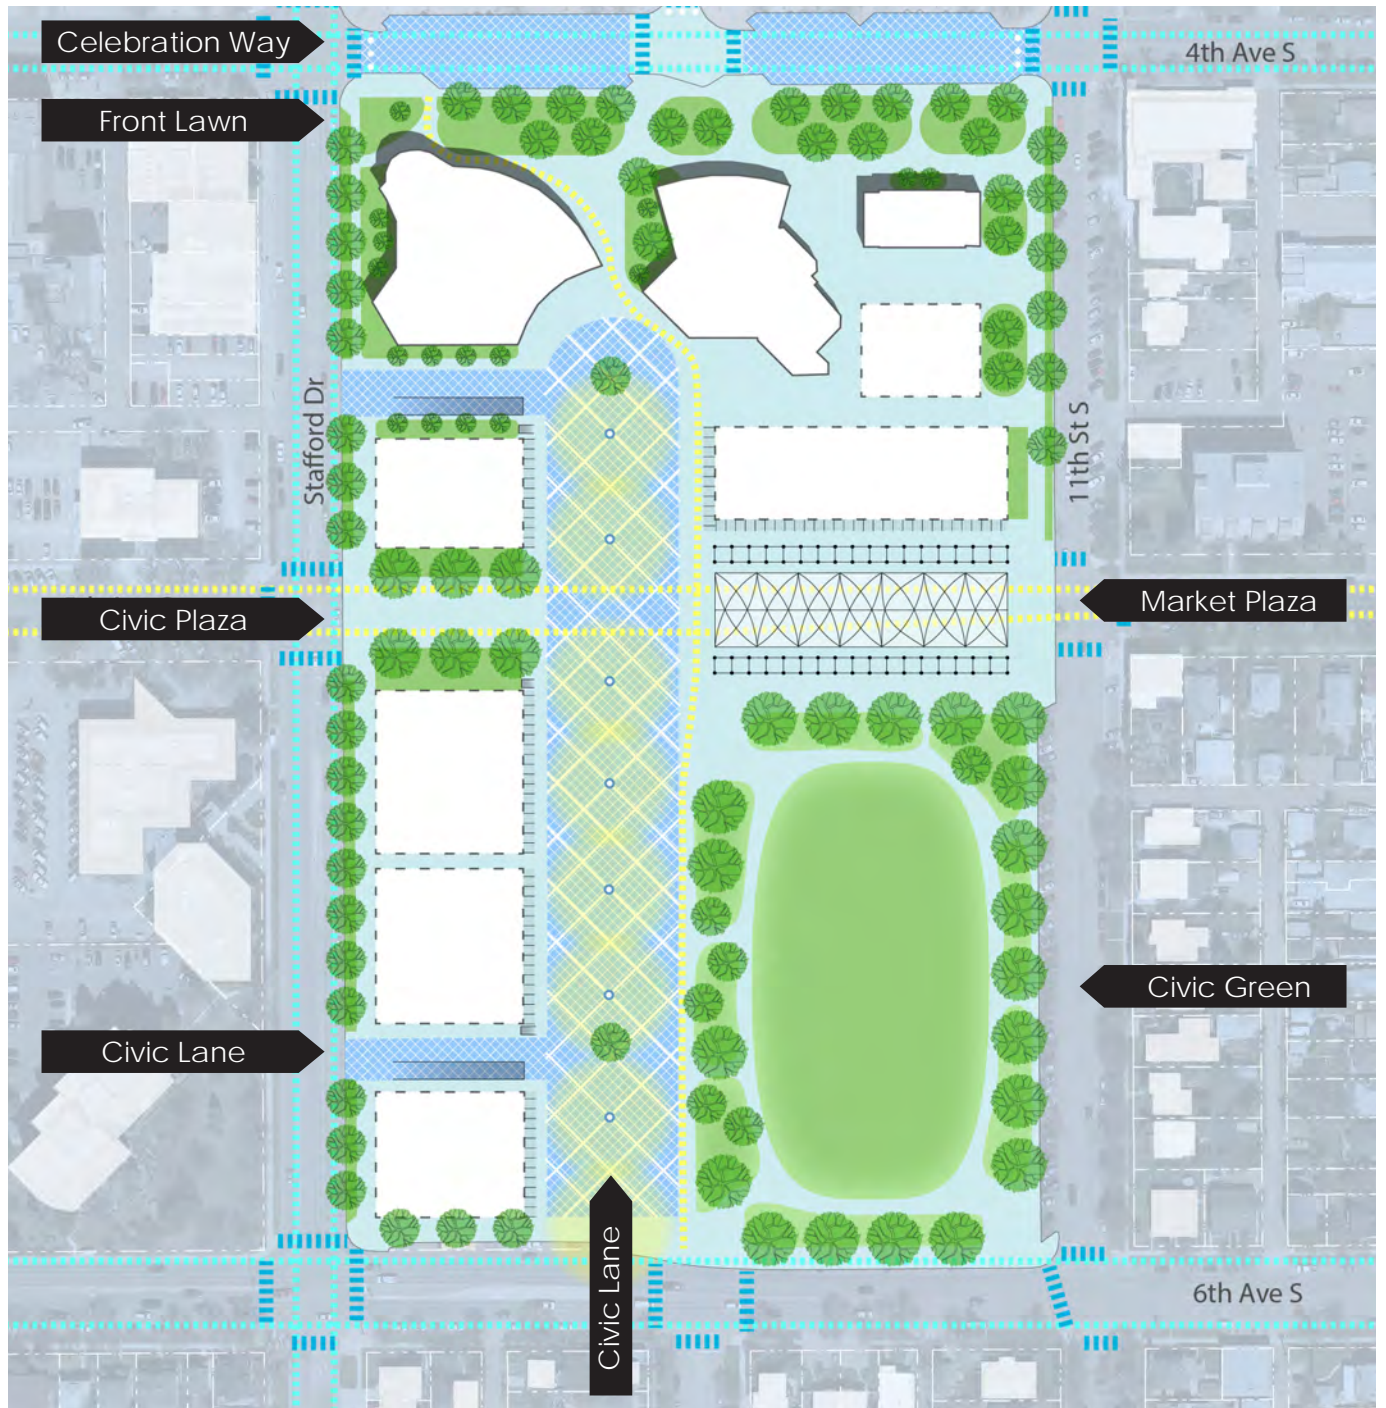 Celebration Way
4th Ave S
Front Lawn
Stafford Dr
11th St S
Market Plaza
Civic Plaza
Civic Green
Civic Lane
Civic Lane
6th Ave S